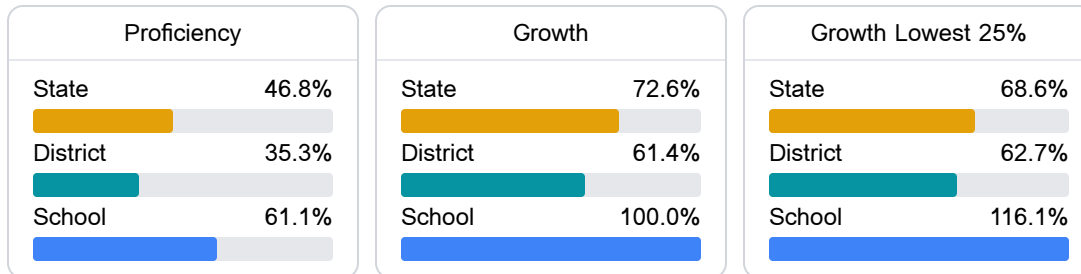 Proficiency
State 46.8%
District 35.3%
School 61.1%
Growth
State 72.6%
District 61.4%
School 100.0%
Growth Lowest 25%
State 68.6%
District 62.7%
School 116.1%